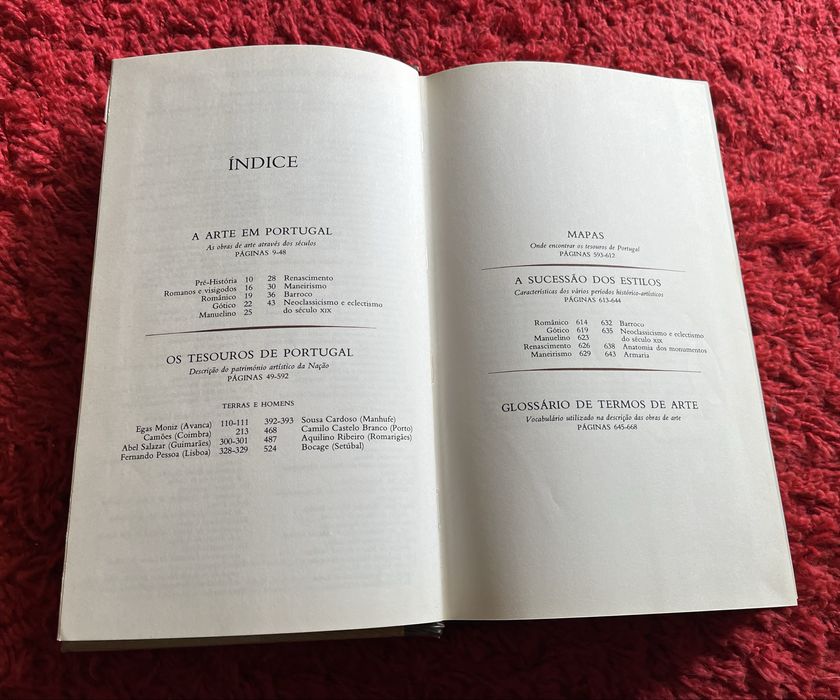 ÍNDICE
A ARTE EM PORTUGAL
As obras de arte através dos séculos
PÁGINAS 9-48
Pré-História 10 28 Renascimento
Romanos e visigodos 16 30 Maneirismo
Românico 19 36 Barroco
Gótico 22 43 Neoclassicismo e eclectismo
Manuelino 25 do século XIX
OS TESOUROS DE PORTUGAL
Descrição do património artístico da Nação
PÁGINAS 49-592
TERRAS E HOMENS
Egas Moniz (Avanca) 110-111 392-393 Sousa Cardoso (Manhufe)
Camões (Coimbra) 213 468 Camilo Castelo Branco (Porto)
Abel Salazar (Guimarães) 300-301 487 Aquilino Ribeiro (Romarigães)
Fernando Pessoa (Lisboa) 328-329 524 Bocage (Setúbal)
MAPAS
Onde encontrar os tesouros de Portugal
PÁGINAS 593-612
A SUCESSÃO DOS ESTILOS
Características dos vários períodos histórico-artísticos
PÁGINAS 613-644
Românico 614 632 Barroco
Gótico 619 635 Neoclassicismo e eclectismo
Manuelino 623 do século XIX
Renascimento 626 638 Anatomia dos monumentos
Maneirismo 629 643 Armaria
GLOSSÁRIO DE TERMOS DE ARTE
Vocabulário utilizado na descrição das obras de arte
PÁGINAS 645-668